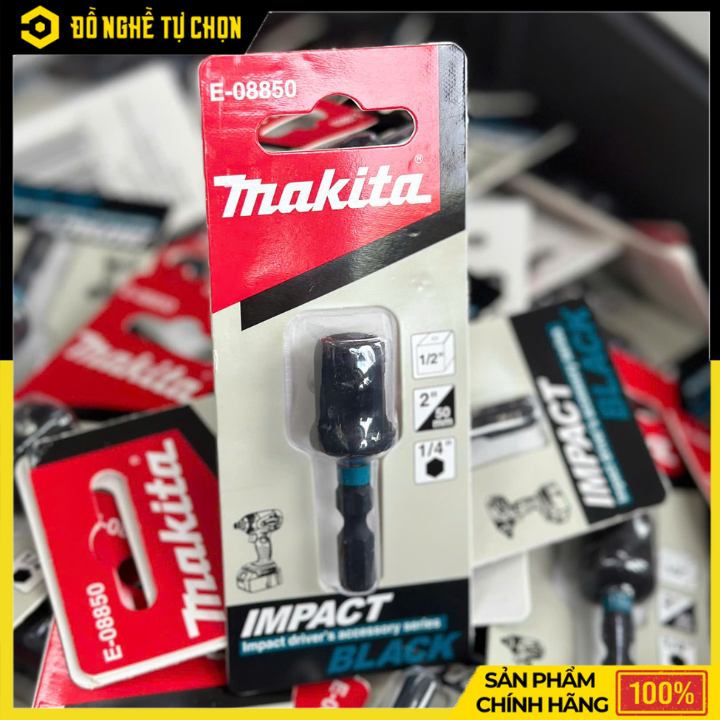 ĐỒ NGHỀ TỰ CHỌN
E-08850
makita®
1/2"
2"
50
mm
1/4"
IMPACT
Impact driver's accessory series
BLACK
makita
E-08850
IMPACT
BLACK
SẢN PHẨM
CHÍNH HÃNG
100%